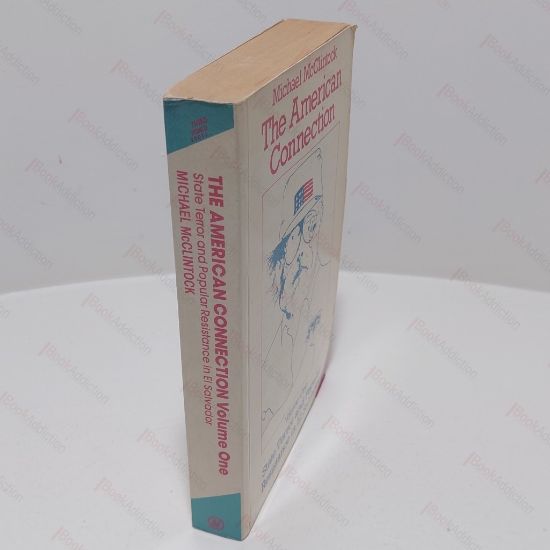 THE AMERICAN CONNECTION Volume One
State Terror and Popular Resistance in El Salvador
MICHAEL McCLINTOCK
Michael McClintock
The American
Connection
BookAddiction